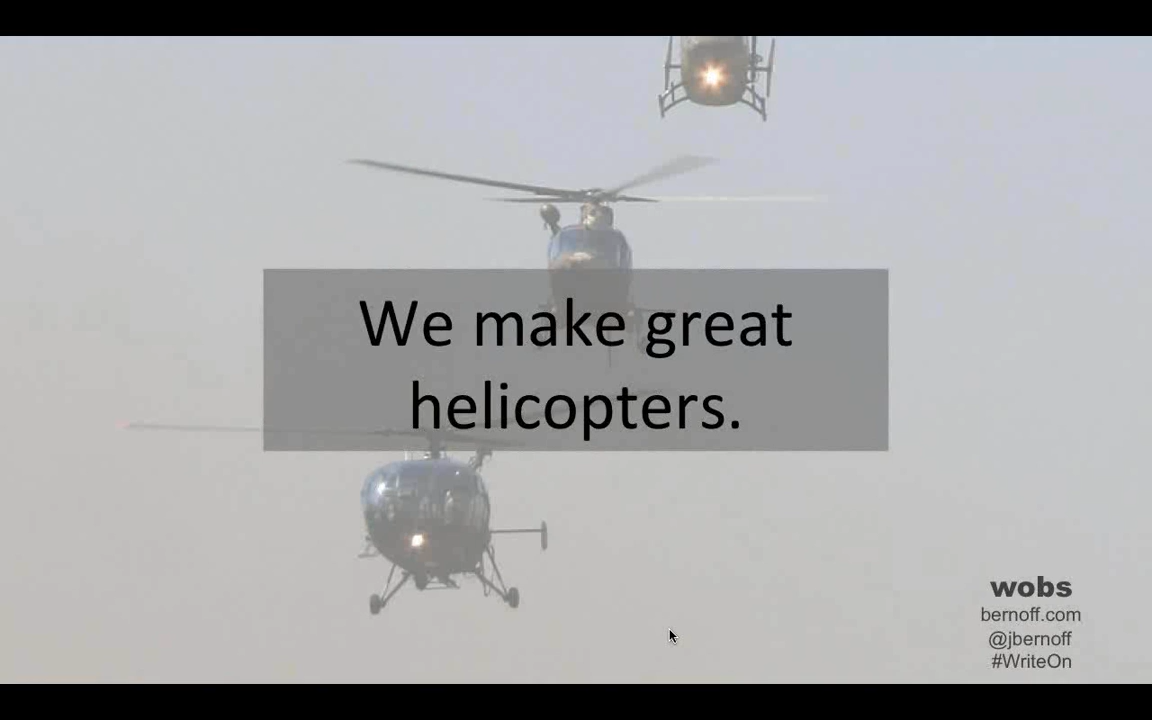 We make great
helicopters.
wobs
bernoff.com
@jbernoff
#WriteOn